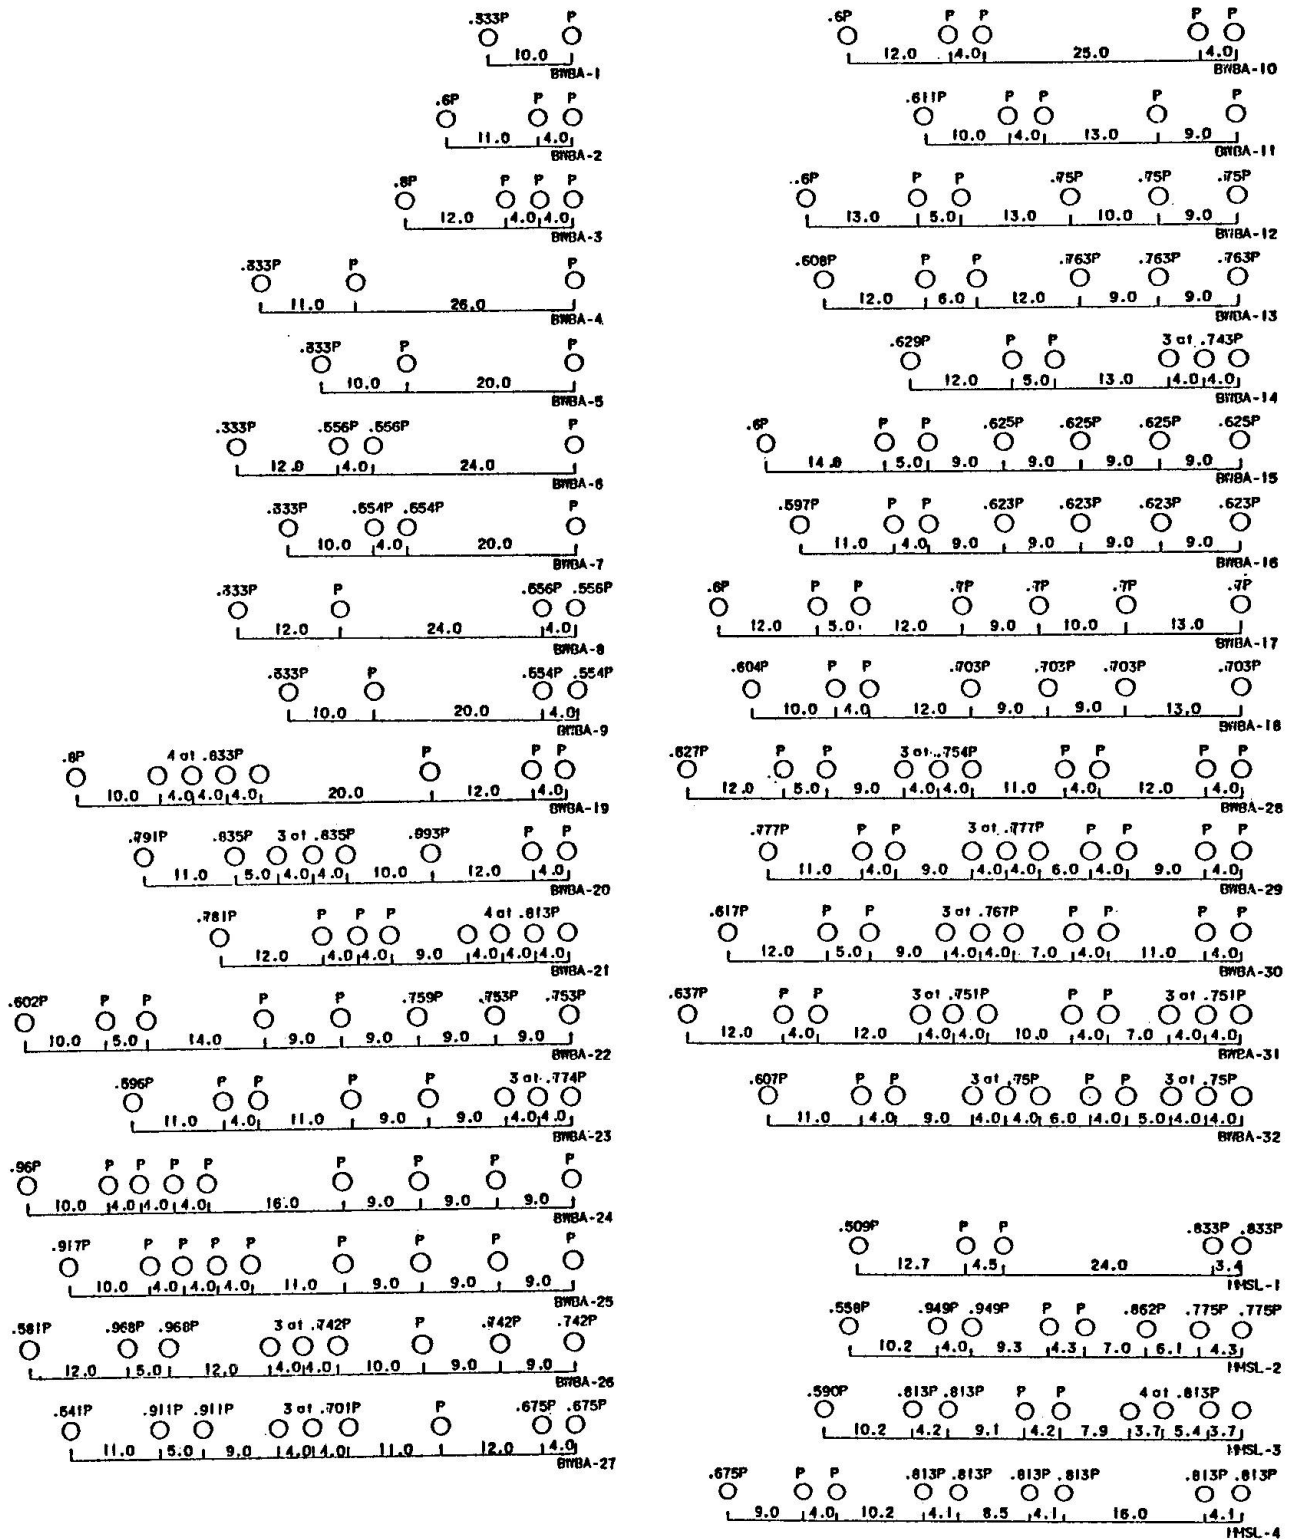 .333P P
10.0
BWBA-1
.6P P P
11.0 4.0
BWBA-2
.8P P P P
12.0 4.0 4.0
BWBA-3
.333P P P
11.0 26.0
BWBA-4
.333P P P
10.0 20.0
BWBA-5
.333P .556P .556P P
12.0 4.0 24.0
BWBA-6
.333P .554P .554P P
10.0 4.0 20.0
BWBA-7
.333P P .556P .556P
12.0 24.0 4.0
BWBA-8
.333P P .554P .554P
10.0 20.0 4.0
BWBA-9
.8P 4 at .833P P P P
10.0 4.0 4.0 4.0 20.0 12.0 4.0
BWBA-19
.791P .835P 3 at .835P .993P P P
11.0 5.0 4.0 4.0 10.0 12.0 4.0
BWBA-20
.781P P P P 4 at .813P
12.0 4.0 4.0 9.0 4.0 4.0 4.0
BWBA-21
.602P P P P P .759P .753P .753P
10.0 5.0 14.0 9.0 9.0 9.0 9.0
BWBA-22
.596P P P P P 3 at .774P
11.0 4.0 11.0 9.0 9.0 4.0 4.0
BWBA-23
.96P P P P P P P P P
10.0 4.0 4.0 4.0 16.0 9.0 9.0 9.0
BWBA-24
.917P P P P P P P P P
10.0 4.0 4.0 4.0 11.0 9.0 9.0 9.0
BWBA-25
.581P .968P .968P 3 at .742P P .742P .742P
12.0 5.0 12.0 4.0 4.0 10.0 9.0 9.0
BWBA-26
.541P .911P .911P 3 at .701P P .675P .675P
11.0 5.0 9.0 4.0 4.0 11.0 12.0 4.0
BWBA-27
.6P P P P P
12.0 4.0 25.0 4.0
BWBA-10
.611P P P P P
10.0 4.0 13.0 9.0
BWBA-11
.6P P P .75P .75P .75P
13.0 5.0 13.0 10.0 9.0
BWBA-12
.608P P P .763P .763P .763P
12.0 6.0 12.0 9.0 9.0
BWBA-13
.629P P P 3 at .743P
12.0 5.0 13.0 4.0 4.0
BWBA-14
.6P P P .625P .625P .625P .625P
14.0 5.0 9.0 9.0 9.0 9.0
BWBA-15
.597P P P .623P .623P .623P .623P
11.0 4.0 9.0 9.0 9.0 9.0
BWBA-16
.6P P P .7P .7P .7P .7P
12.0 5.0 12.0 9.0 10.0 13.0
BWBA-17
.604P P P .703P .703P .703P .703P
10.0 4.0 12.0 9.0 9.0 13.0
BWBA-18
.627P P P 3 at .754P P P P P
12.0 5.0 9.0 4.0 4.0 11.0 4.0 12.0 4.0
BWBA-28
.777P P P 3 at .777P P P P P
11.0 4.0 9.0 4.0 4.0 6.0 4.0 9.0 4.0
BWBA-29
.617P P P 3 at .767P P P P P
12.0 5.0 9.0 4.0 4.0 7.0 4.0 11.0 4.0
BWBA-30
.637P P P 3 at .751P P P 3 at .751P
12.0 4.0 12.0 4.0 4.0 10.0 4.0 7.0 4.0 4.0
BWBA-31
.607P P P 3 at .75P P P 3 at .75P
11.0 4.0 9.0 4.0 4.0 6.0 4.0 5.0 4.0 4.0
BWBA-32
.509P P P .833P .833P
12.7 4.5 24.0 3.4
HMSL-1
.558P .949P .949P P P .862P .775P .775P
10.2 4.0 9.3 4.3 7.0 6.1 4.3
HMSL-2
.590P .813P .813P P P 4 at .813P
10.2 4.2 9.1 4.2 7.9 3.7 5.4 3.7
HMSL-3
.675P P P .813P .813P .813P .813P .813P .813P
9.0 4.0 10.2 4.1 8.5 4.1 16.0 4.1
HMSL-4